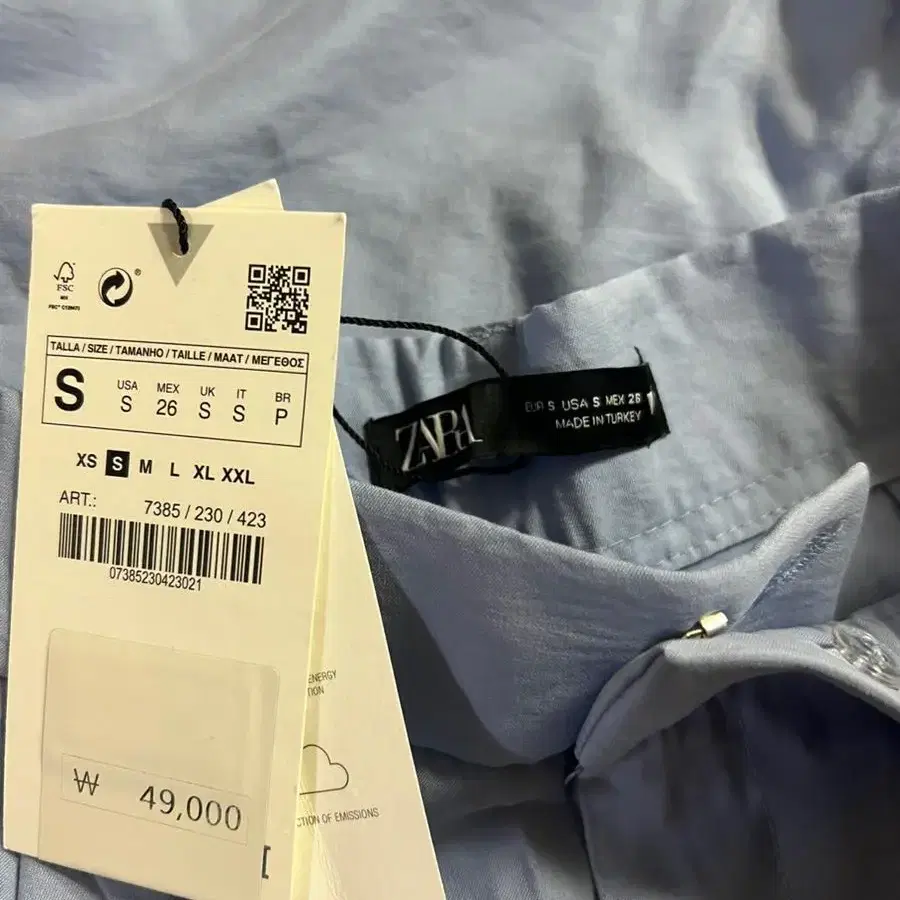 FSC
MIX
®
TALLA / SIZE / TAMANHO / TAILLE / MAAT / ΜΕΓΕΘΟΣ
S
USA MEX UK IT BR
S 26 S S P
XS S M L XL XXL
ART.: 7385 / 230 / 423
07385230423021
₩ 49,000
ENERGY
TION
CTION OF EMISSIONS
ZARA
EUR S USA S MEX 26
MADE IN TURKEY